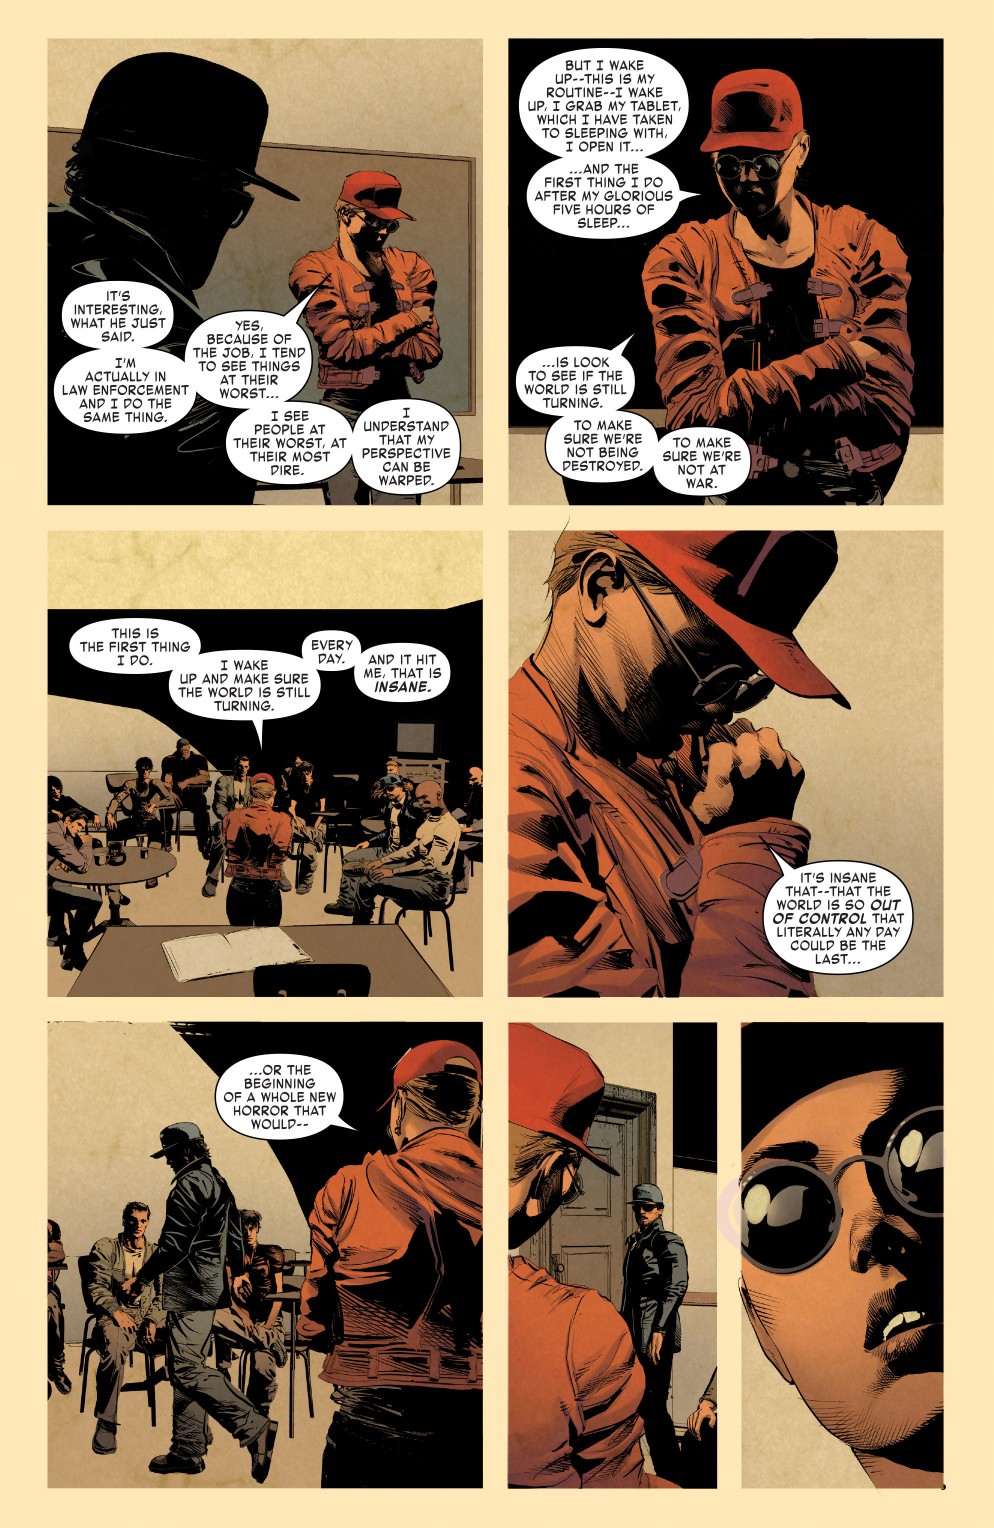 IT'S
INTERESTING,
WHAT HE JUST
SAID.
I'M
ACTUALLY IN
LAW ENFORCEMENT
AND I DO THE
SAME THING.
YES,
BECAUSE OF
THE JOB, I TEND
TO SEE THINGS
AT THEIR
WORST...
I SEE
PEOPLE AT
THEIR WORST, AT
THEIR MOST
DIRE.
I
UNDERSTAND
THAT MY
PERSPECTIVE
CAN BE
WARPED.
BUT I WAKE
UP--THIS IS MY
ROUTINE--I WAKE
UP, I GRAB MY TABLET,
WHICH I HAVE TAKEN
TO SLEEPING WITH,
I OPEN IT...
...AND THE
FIRST THING I DO
AFTER MY GLORIOUS
FIVE HOURS OF
SLEEP...
...IS LOOK
TO SEE IF THE
WORLD IS STILL
TURNING.
TO MAKE
SURE WE'RE
NOT BEING
DESTROYED.
TO MAKE
SURE WE'RE
NOT AT
WAR.
THIS IS
THE FIRST THING
I DO.
I WAKE
UP AND MAKE SURE
THE WORLD IS STILL
TURNING.
EVERY
DAY.
AND IT HIT
ME, THAT IS
INSANE.
IT'S INSANE
THAT--THAT THE
WORLD IS SO OUT
OF CONTROL THAT
LITERALLY ANY DAY
COULD BE THE
LAST...
...OR THE
BEGINNING
OF A WHOLE NEW
HORROR THAT
WOULD--